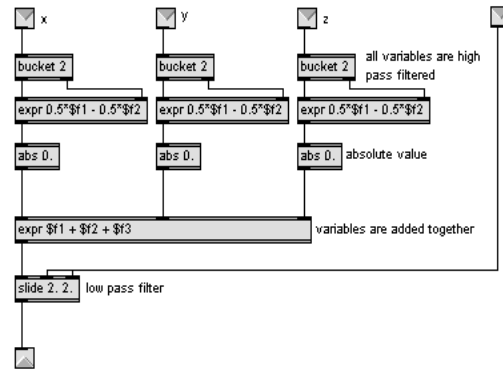 x
y
z
bucket 2
bucket 2
bucket 2
all variables are high
pass filtered
expr 0.5*$f1 - 0.5*$f2
expr 0.5*$f1 - 0.5*$f2
expr 0.5*$f1 - 0.5*$f2
abs 0.
abs 0.
abs 0.
absolute value
expr $f1 + $f2 + $f3
variables are added together
slide 2. 2.
low pass filter